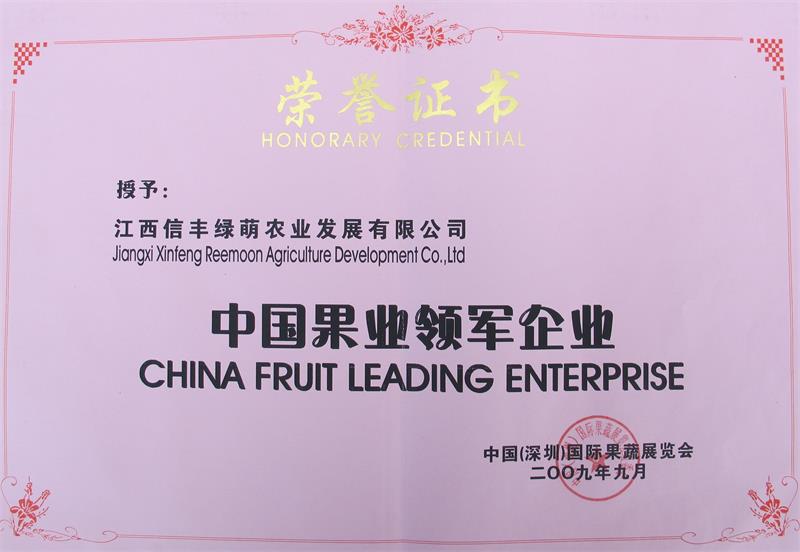 荣誉证书
HONORARY CREDENTIAL
授予：
江西信丰绿萌农业发展有限公司
Jiangxi Xinfeng Reemoon Agriculture Development Co.,Ltd
中国果业领军企业
CHINA FRUIT LEADING ENTERPRISE
中国(深圳)国际果蔬展览会
二〇〇九年九月